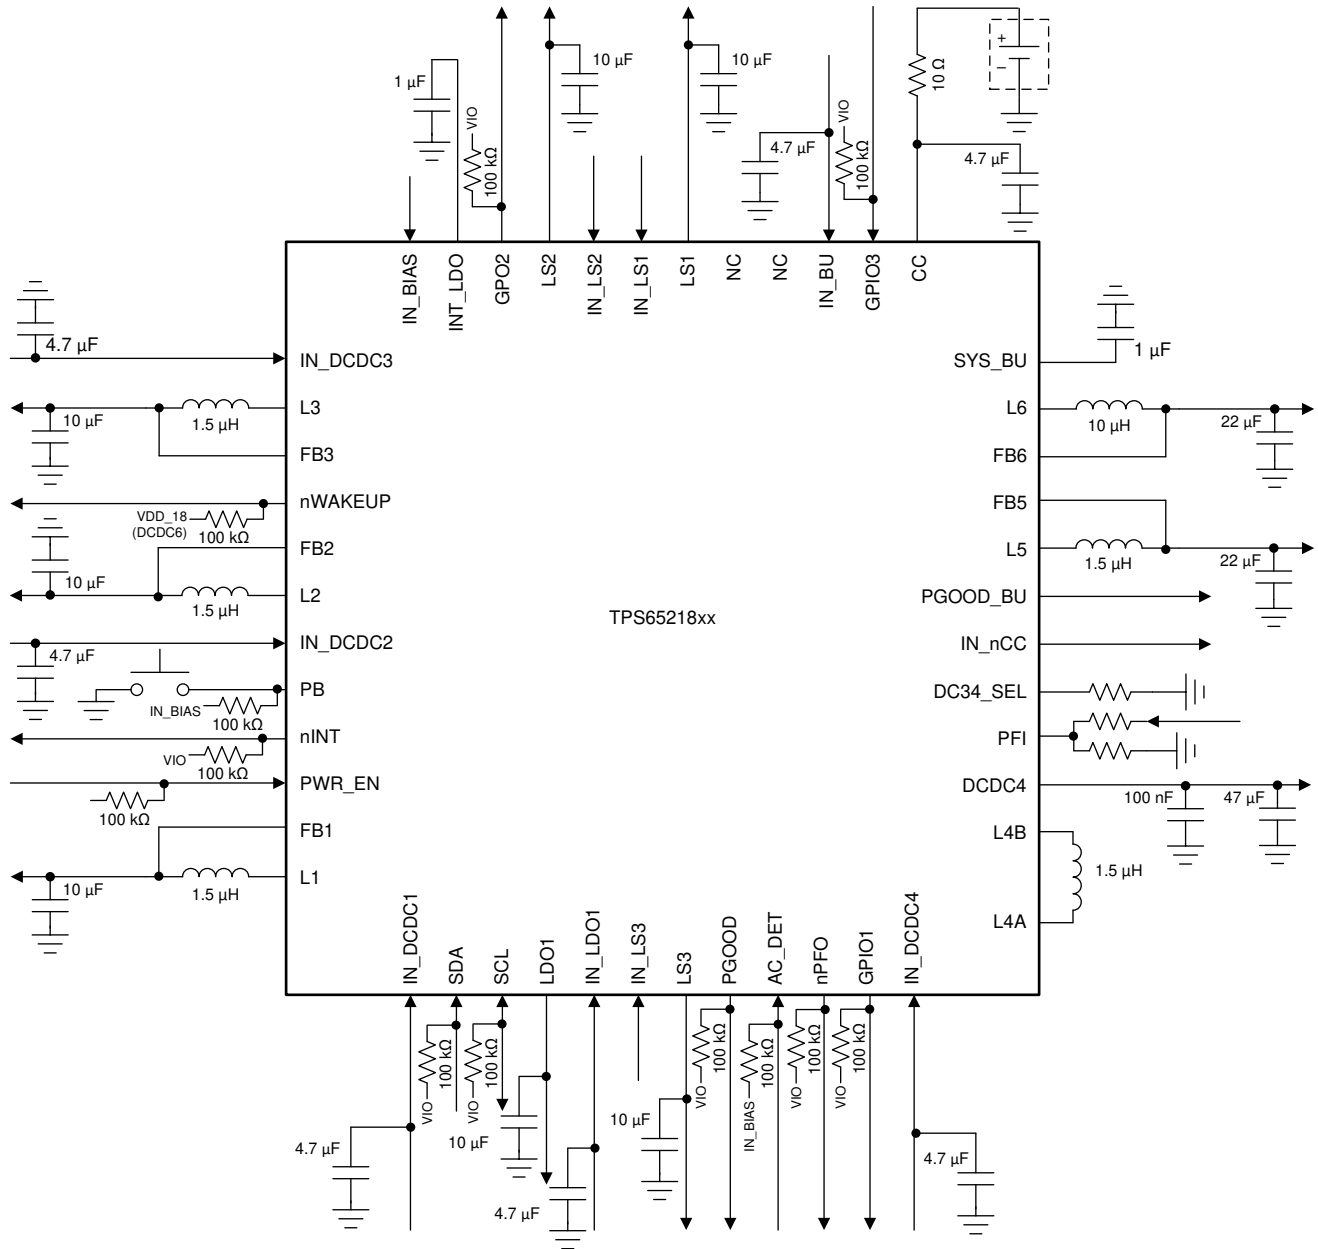 10 µF
10 µF
+
−
10 Ω
1 µF
VIO
100 kΩ
4.7 µF
VIO
100 kΩ
4.7 µF
IN_BIAS
INT_LDO
GPO2
LS2
IN_LS2
IN_LS1
LS1
NC
NC
IN_BU
GPIO3
CC
4.7 µF
IN_DCDC3
SYS_BU
1 µF
L3
10 µF
1.5 µH
FB3
L6
10 µH
22 µF
FB6
nWAKEUP
VDD_18
(DCDC6)
100 kΩ
FB5
FB2
10 µF
L2
1.5 µH
L5
1.5 µH
22 µF
TPS65218xx
PGOOD_BU
IN_DCDC2
4.7 µF
IN_nCC
PB
IN_BIAS
100 kΩ
DC34_SEL
nINT
VIO
100 kΩ
PFI
PWR_EN
100 kΩ
DCDC4
100 nF
47 µF
FB1
L4B
L1
10 µF
1.5 µH
1.5 µH
L4A
IN_DCDC1
SDA
SCL
LDO1
IN_LDO1
IN_LS3
LS3
PGOOD
AC_DET
nPFO
GPIO1
IN_DCDC4
100 kΩ
VIO
100 kΩ
VIO
100 kΩ
VIO
100 kΩ
IN_BIAS
100 kΩ
VIO
100 kΩ
VIO
4.7 µF
10 µF
10 µF
4.7 µF
4.7 µF